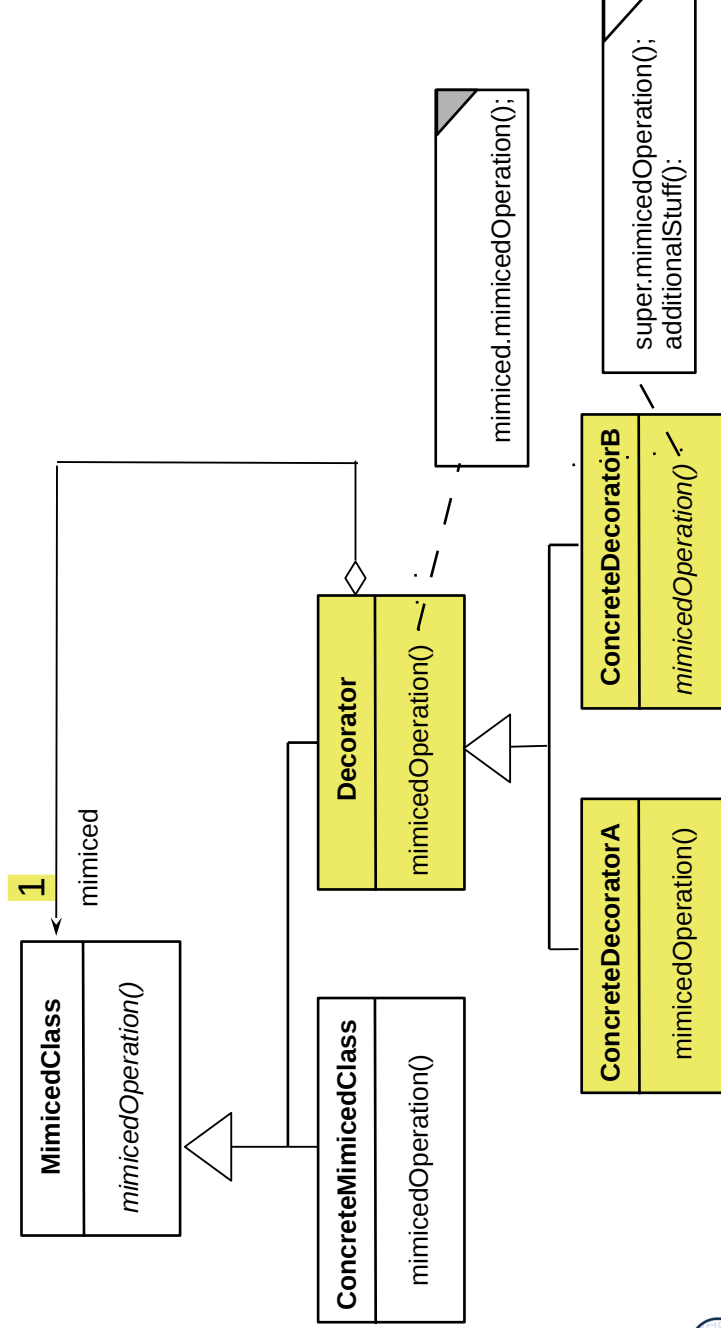 MimicedClass
mimicedOperation()
1
mimiced
ConcreteMimicedClass
mimicedOperation()
Decorator
mimicedOperation()
mimiced.mimicedOperation();
ConcreteDecoratorA
mimicedOperation()
ConcreteDecoratorB
mimicedOperation()
super.mimicedOperation();
additionalStuff():